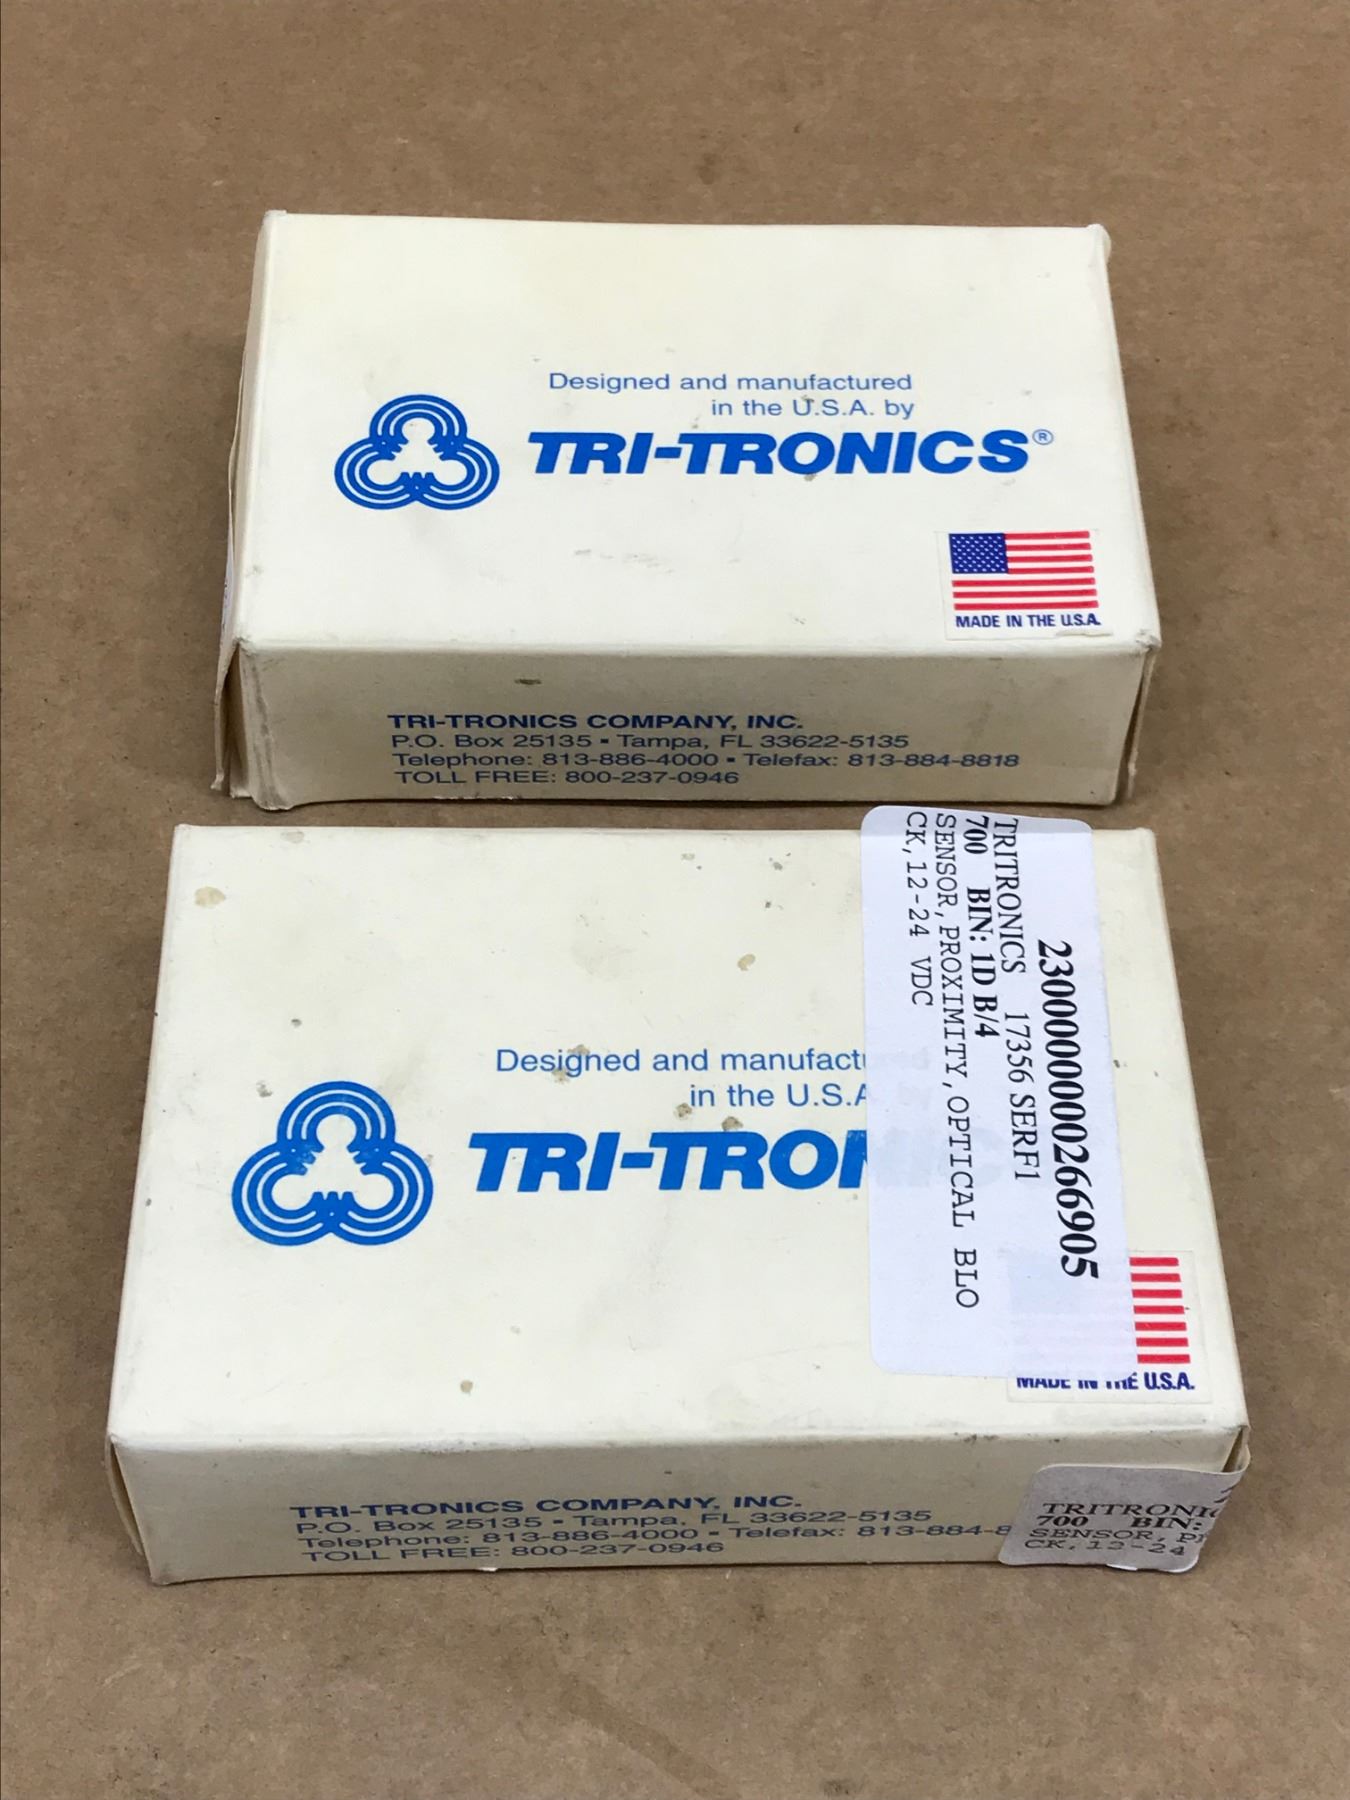 Designed and manufactured
in the U.S.A. by
TRI-TRONICS®
MADE IN THE U.S.A.
TRI-TRONICS COMPANY, INC.
P.O. Box 25135 ▪ Tampa, FL 33622-5135
Telephone: 813-886-4000 ▪ Telefax: 813-884-8818
TOLL FREE: 800-237-0946
2300000000266905
TRITRONICS 17356 SERF1
700 BIN: 1D B/4
SENSOR,PROXIMITY,OPTICAL BLO
CK,12-24 VDC
Designed and manufactu
in the U.S.A
TRI-TRONIC
MADE IN THE U.S.A.
TRI-TRONICS COMPANY, INC.
P.O. Box 25135 ▪ Tampa, FL 33622-5135
Telephone: 813-886-4000 ▪ Telefax: 813-884-8
TOLL FREE: 800-237-0946
TRITRONIC
700 BIN:
SENSOR, P
CK,12-24